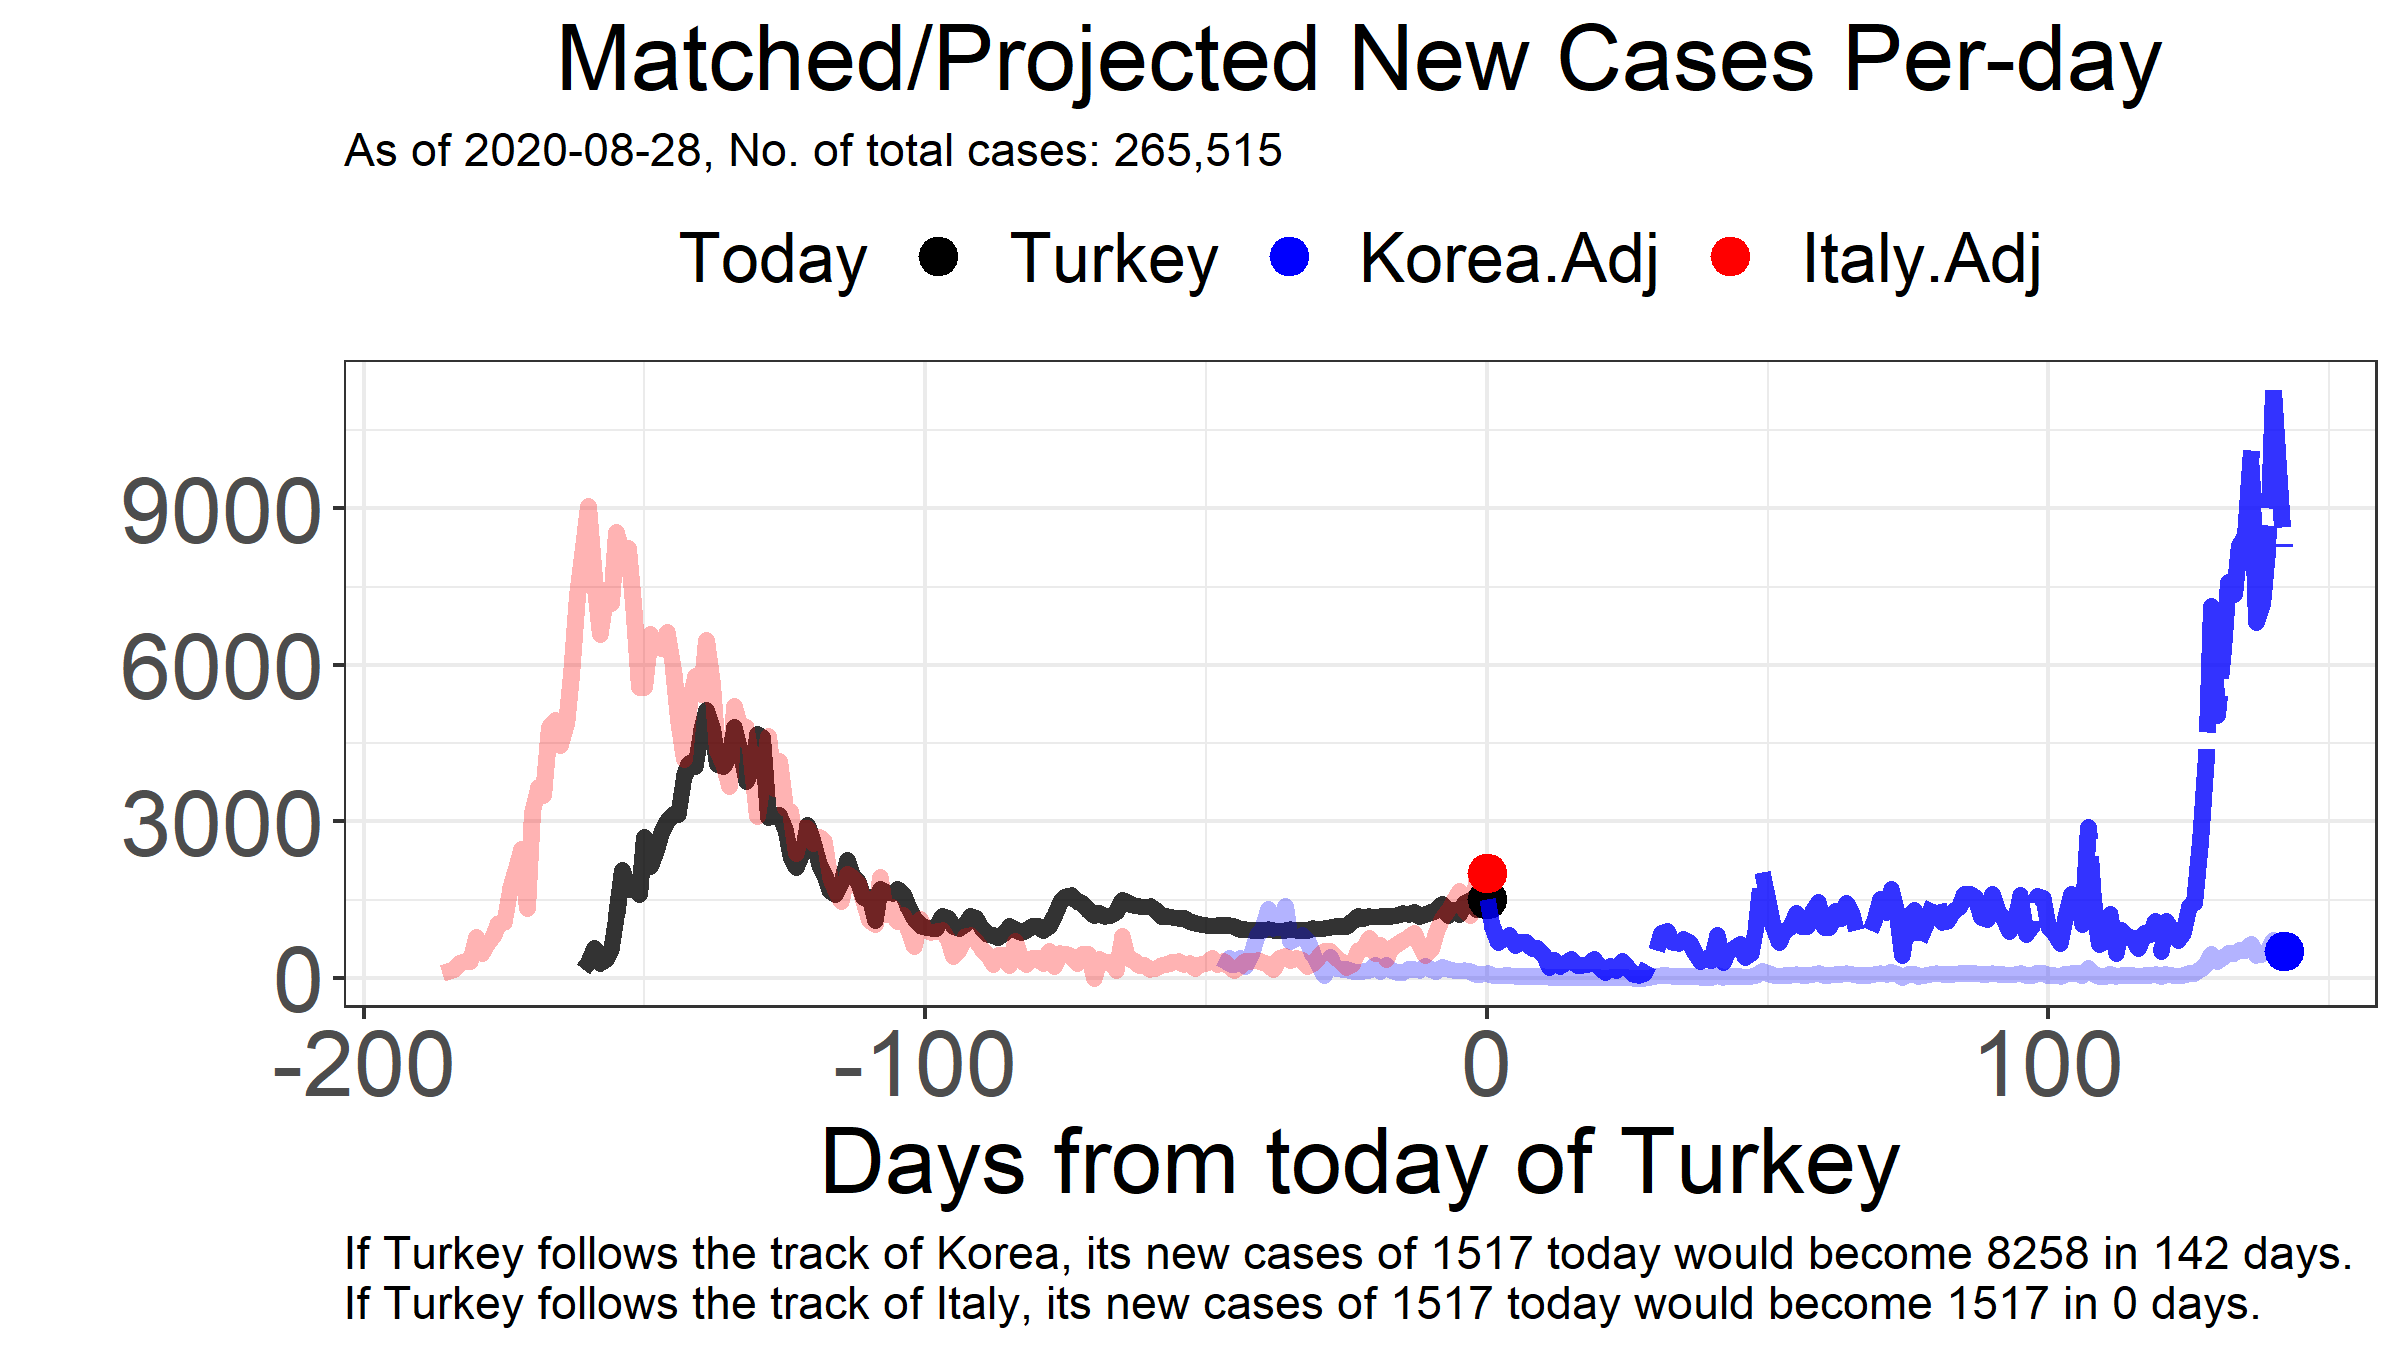 Matched/Projected New Cases Per-day
As of 2020-08-28, No. of total cases: 265,515
Today Turkey Korea.Adj Italy.Adj
9000
6000
3000
0
-200 -100 0 100
Days from today of Turkey
If Turkey follows the track of Korea, its new cases of 1517 today would become 8258 in 142 days.
If Turkey follows the track of Italy, its new cases of 1517 today would become 1517 in 0 days.